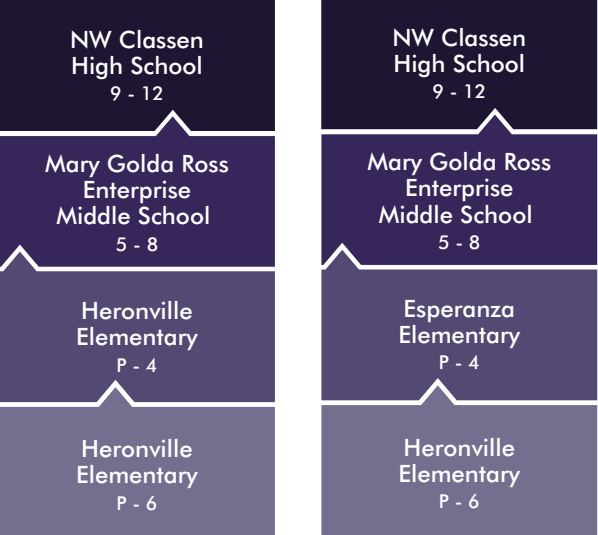 NW Classen
High School
9 - 12
Mary Golda Ross
Enterprise
Middle School
5 - 8
Heronville
Elementary
P - 4
Heronville
Elementary
P - 6
NW Classen
High School
9 - 12
Mary Golda Ross
Enterprise
Middle School
5 - 8
Esperanza
Elementary
P - 4
Heronville
Elementary
P - 6